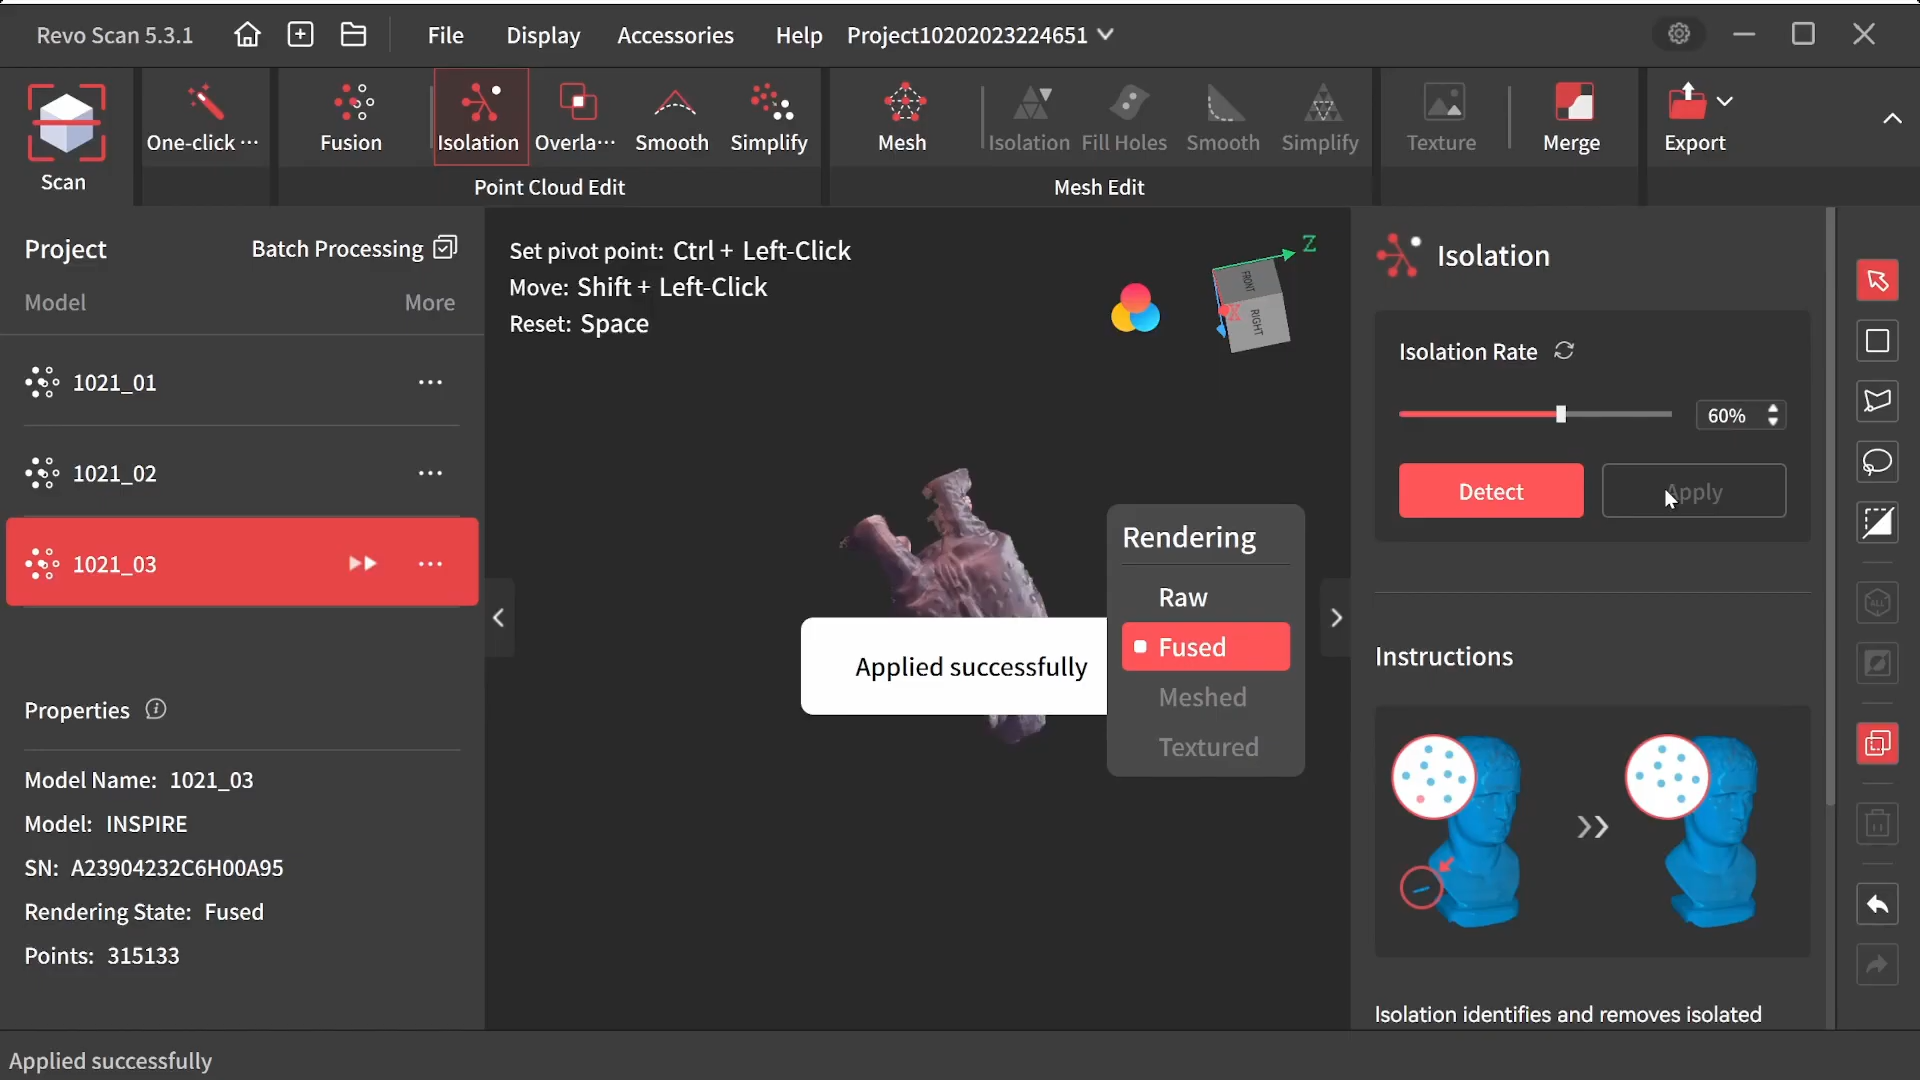 Revo Scan 5.3.1
File
Display
Accessories
Help
Project10202023224651
Scan
One-click ···
Fusion
Isolation
Overla···
Smooth
Simplify
Point Cloud Edit
Mesh
Isolation
Fill Holes
Smooth
Simplify
Mesh Edit
Texture
Merge
Export
Project
Batch Processing
Model
More
1021_01
1021_02
1021_03
Properties
Model Name: 1021_03
Model: INSPIRE
SN: A23904232C6H00A95
Rendering State: Fused
Points: 315133
Set pivot point: Ctrl + Left-Click
Move: Shift + Left-Click
Reset: Space
Z
FRONT
RIGHT
Applied successfully
Rendering
Raw
Fused
Meshed
Textured
Isolation
Isolation Rate
60%
Detect
Apply
Instructions
Isolation identifies and removes isolated
ALL
Applied successfully